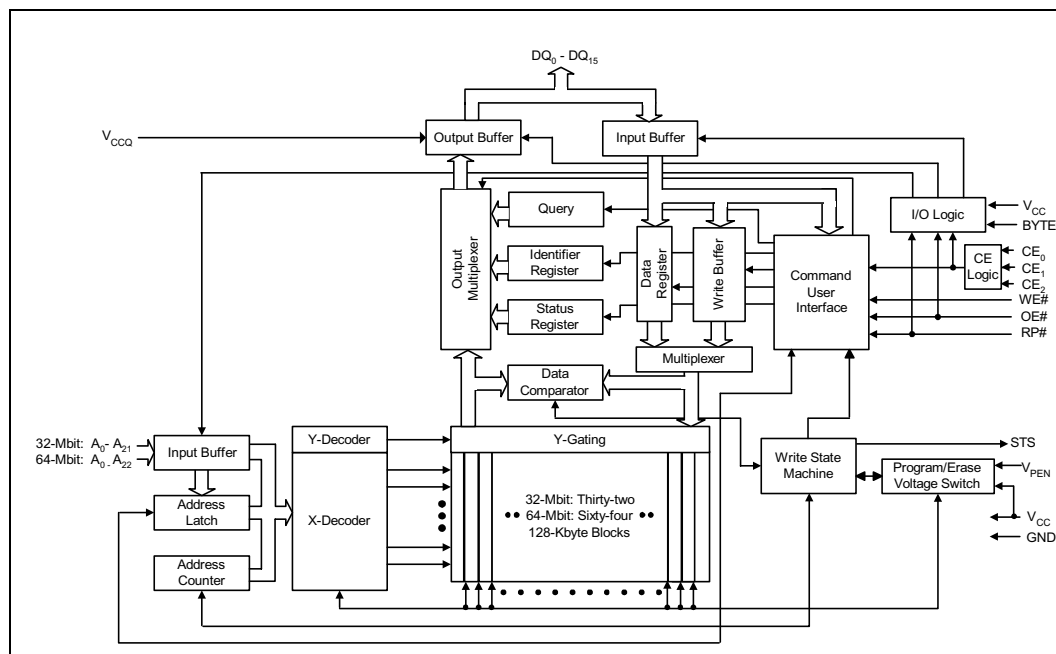 DQ0 - DQ15
VCCQ
Output Buffer
Input Buffer
Output
Multiplexer
Query
Identifier
Register
Status
Register
Data
Register
Write Buffer
Multiplexer
Data
Comparator
Command
User
Interface
I/O Logic
CE
Logic
VCC
BYTE
CE0
CE1
CE2
WE#
OE#
RP#
32-Mbit: A0- A21
64-Mbit: A0 - A22
Input Buffer
Address
Latch
Address
Counter
Y-Decoder
X-Decoder
Y-Gating
32-Mbit: Thirty-two
64-Mbit: Sixty-four
128-Kbyte Blocks
Write State
Machine
Program/Erase
Voltage Switch
STS
VPEN
VCC
GND